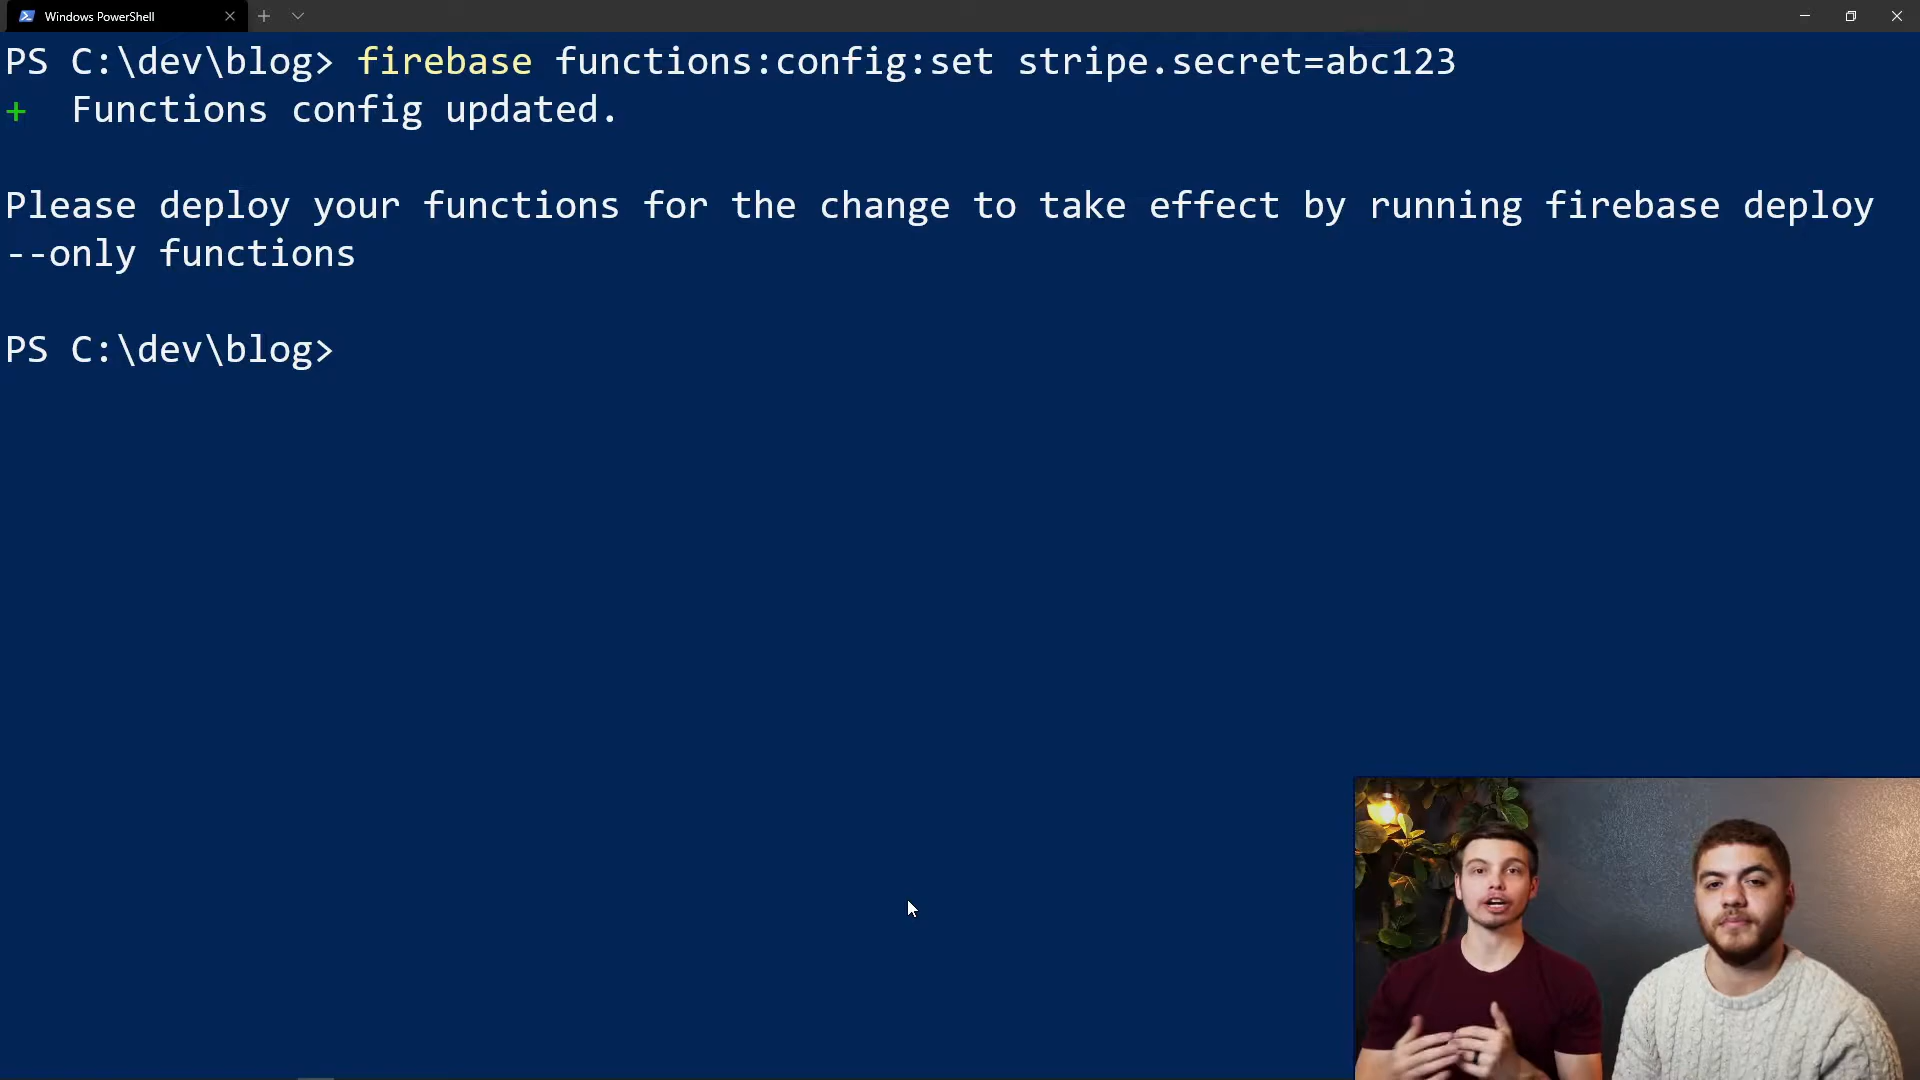 Windows PowerShell
PS C:\dev\blog> firebase functions:config:set stripe.secret=abc123
+ Functions config updated.
Please deploy your functions for the change to take effect by running firebase deploy
--only functions
PS C:\dev\blog>